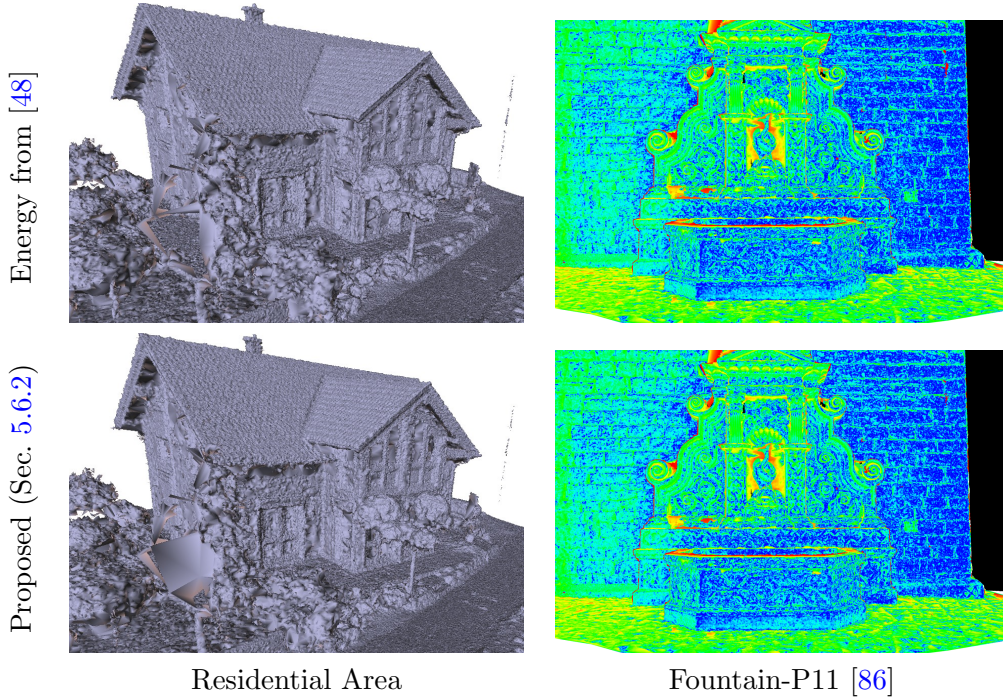 Energy from [48]
Proposed (Sec. 5.6.2)
Residential Area
Fountain-P11 [86]